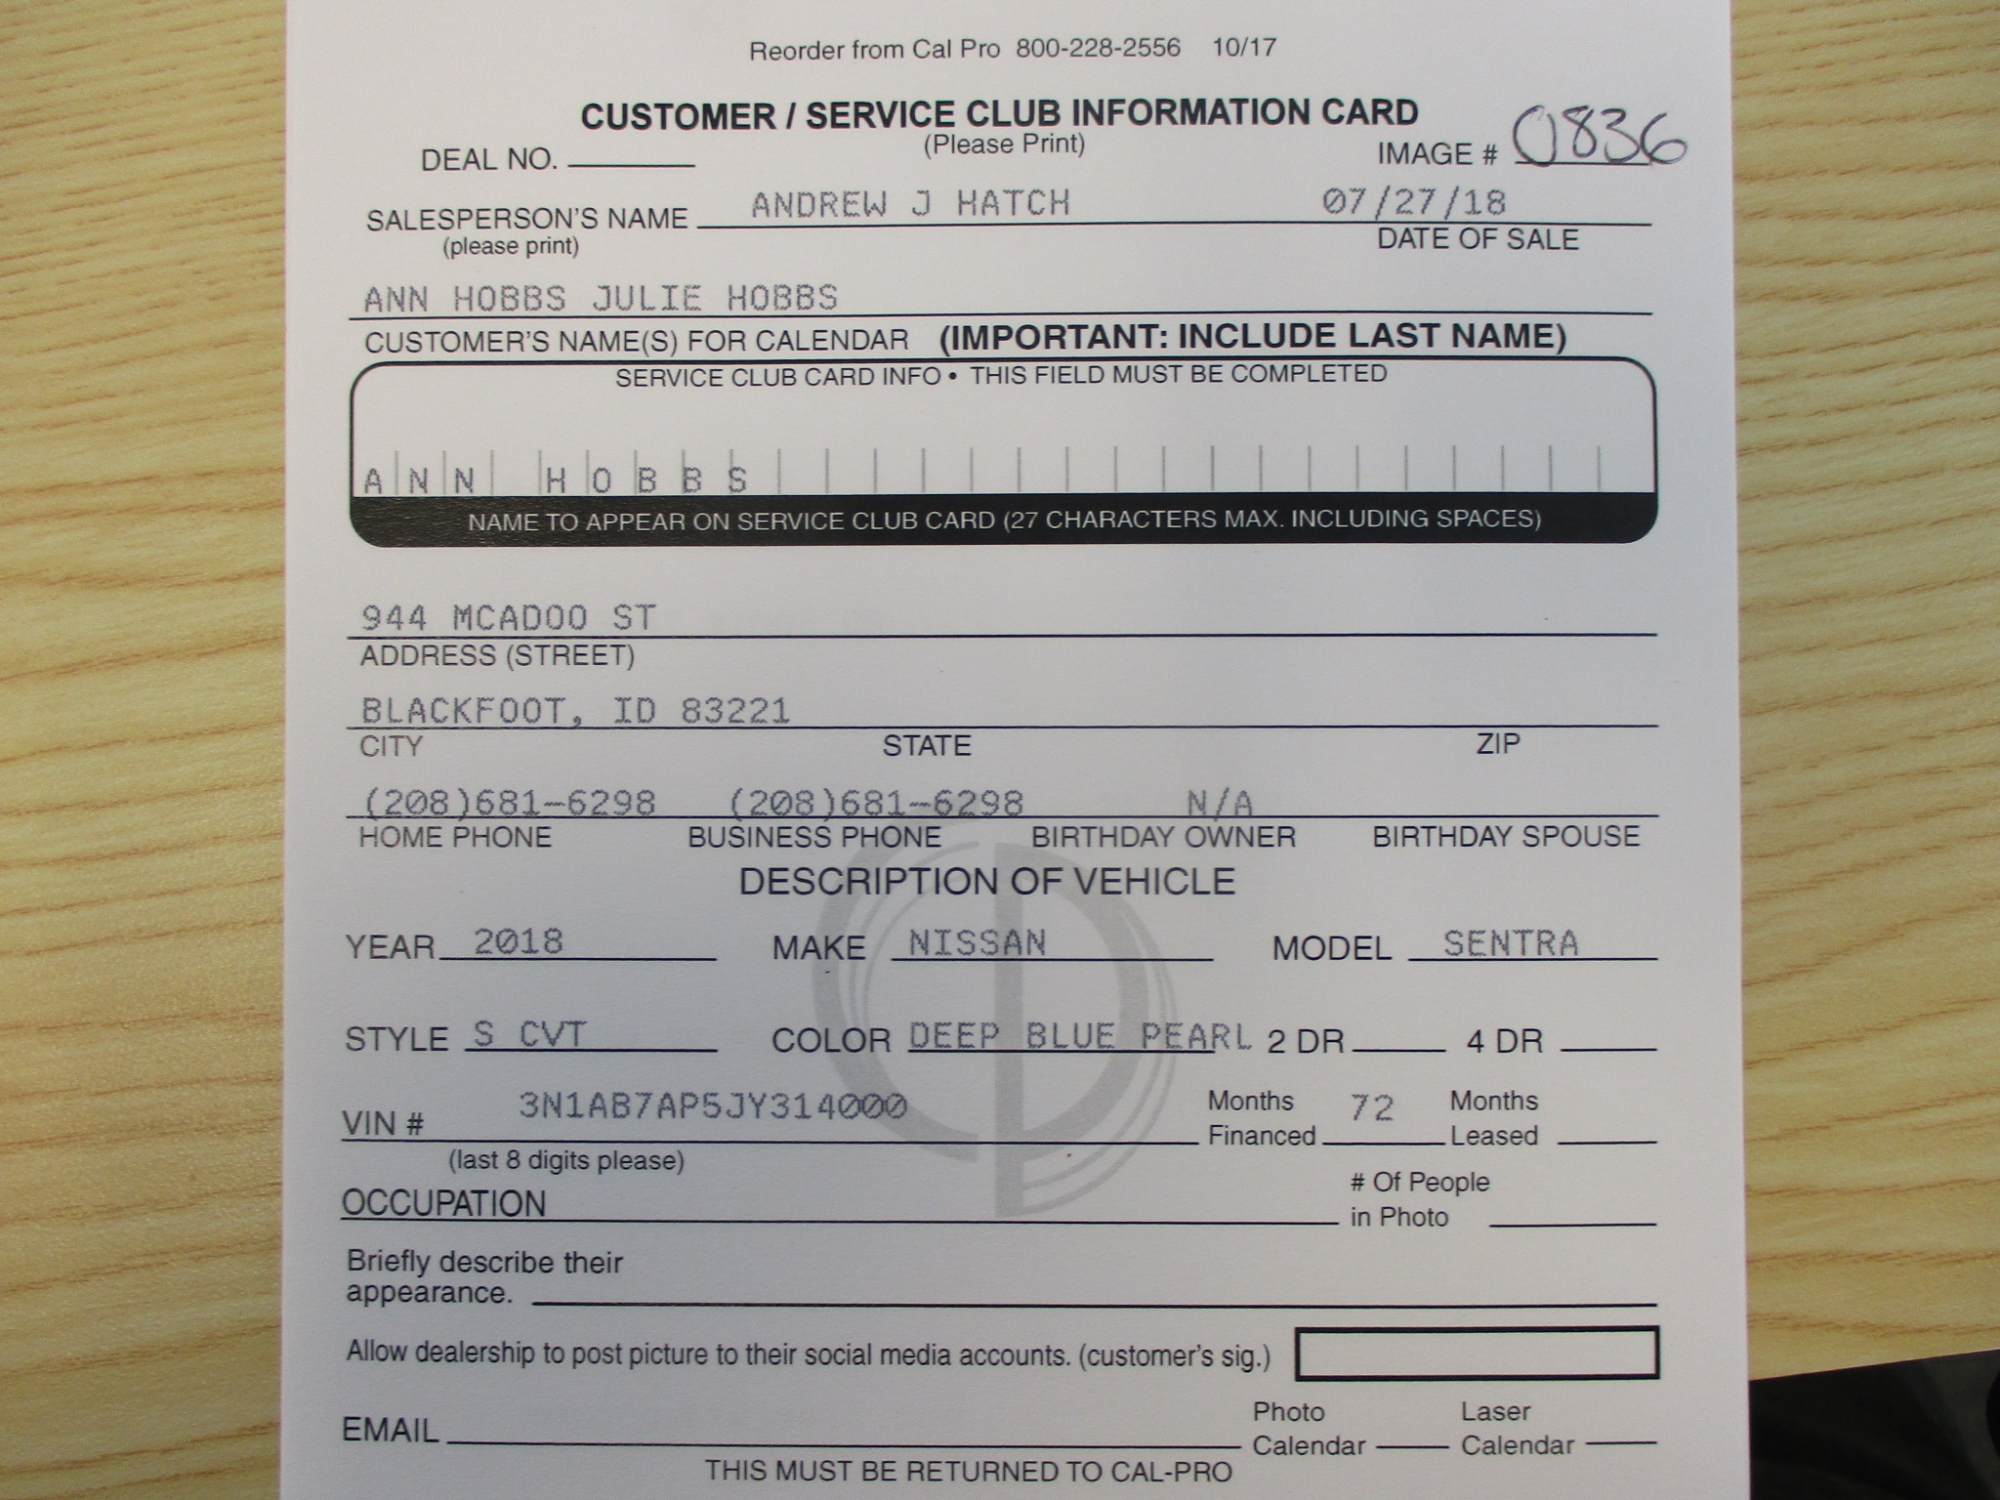 Reorder from Cal Pro 800-228-2556 10/17
CUSTOMER / SERVICE CLUB INFORMATION CARD
(Please Print)
DEAL NO. IMAGE # 0836
SALESPERSON'S NAME ANDREW J HATCH 07/27/18
(please print) DATE OF SALE
ANN HOBBS JULIE HOBBS
CUSTOMER'S NAME(S) FOR CALENDAR (IMPORTANT: INCLUDE LAST NAME)
SERVICE CLUB CARD INFO • THIS FIELD MUST BE COMPLETED
ANN HOBBS
NAME TO APPEAR ON SERVICE CLUB CARD (27 CHARACTERS MAX. INCLUDING SPACES)
944 MCADOO ST
ADDRESS (STREET)
BLACKFOOT, ID 83221
CITY STATE ZIP
(208)681-6298 (208)681-6298 N/A
HOME PHONE BUSINESS PHONE BIRTHDAY OWNER BIRTHDAY SPOUSE
DESCRIPTION OF VEHICLE
YEAR 2018 MAKE NISSAN MODEL SENTRA
STYLE S CVT COLOR DEEP BLUE PEARL 2 DR 4 DR
VIN # 3N1AB7AP5JY314000 Months Financed 72 Months Leased
(last 8 digits please)
OCCUPATION # Of People in Photo
Briefly describe their
appearance.
Allow dealership to post picture to their social media accounts. (customer's sig.)
EMAIL Photo Calendar Laser Calendar
THIS MUST BE RETURNED TO CAL-PRO